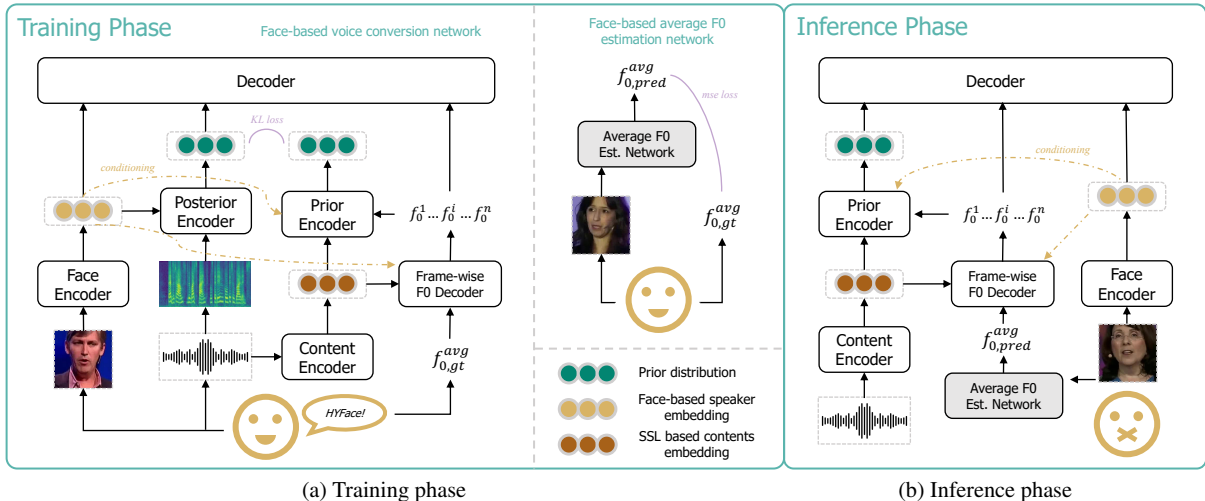 Training Phase
Face-based voice conversion network
Decoder
KL loss
conditioning
Posterior
Encoder
Prior
Encoder
f_0^1 ... f_0^i ... f_0^n
Face
Encoder
Frame-wise
F0 Decoder
Content
Encoder
f_{0,gt}^{avg}
HYFace!
Face-based average F0
estimation network
f_{0,pred}^{avg}
mse loss
Average F0
Est. Network
f_{0,gt}^{avg}
Prior distribution
Face-based speaker
embedding
SSL based contents
embedding
Inference Phase
Decoder
conditioning
Prior
Encoder
f_0^1 ... f_0^i ... f_0^n
Frame-wise
F0 Decoder
Face
Encoder
Content
Encoder
f_{0,pred}^{avg}
Average F0
Est. Network
(a) Training phase
(b) Inference phase